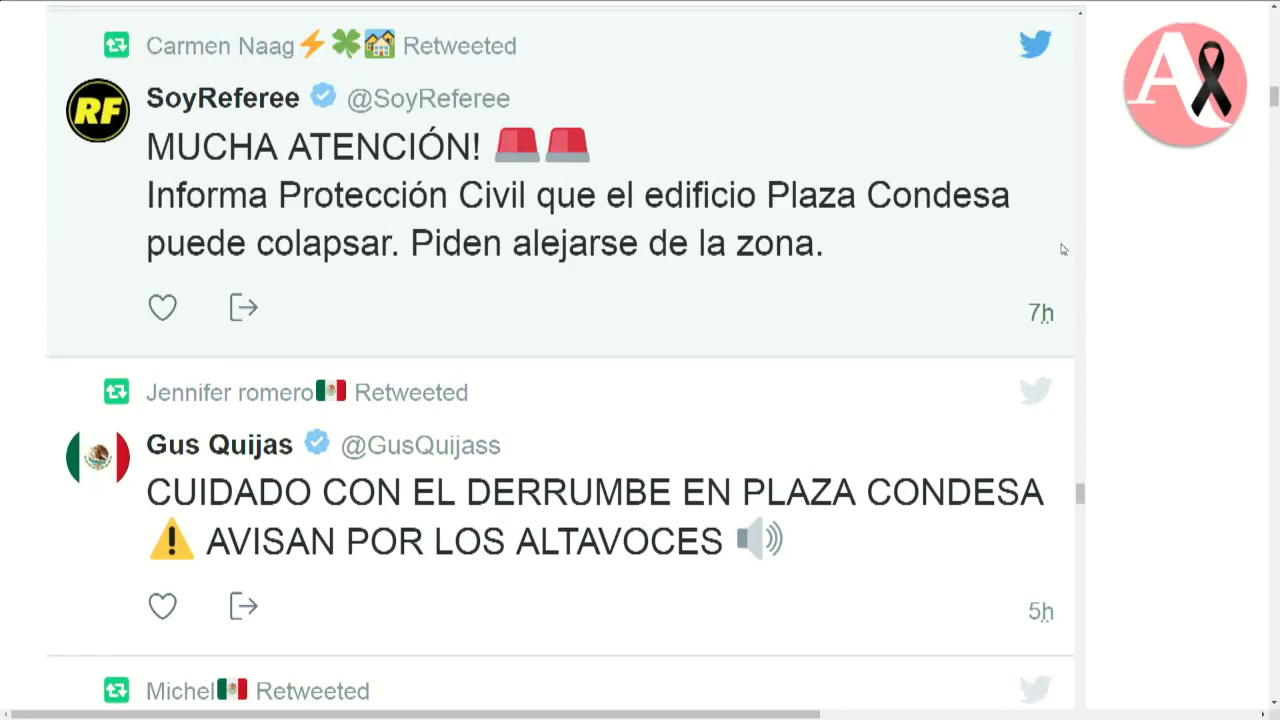 Carmen Naag⚡🍀🏡 Retweeted
RF
SoyReferee @SoyReferee
MUCHA ATENCIÓN! 🚨🚨
Informa Protección Civil que el edificio Plaza Condesa
puede colapsar. Piden alejarse de la zona.
7h
Jennifer romero🇲🇽 Retweeted
Gus Quijas @GusQuijass
CUIDADO CON EL DERRUMBE EN PLAZA CONDESA
⚠️ AVISAN POR LOS ALTAVOCES 🔊
5h
Michel🇲🇽 Retweeted